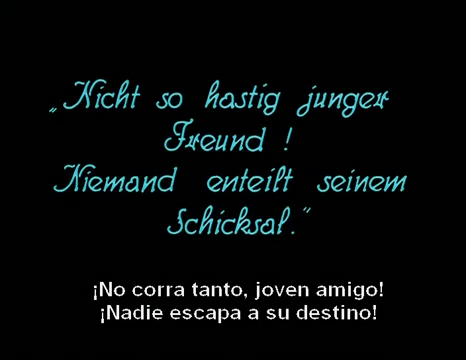 „Nicht so hastig junger
Freund !
Niemand enteilt seinem
Schicksal.“
¡No corra tanto, joven amigo!
¡Nadie escapa a su destino!